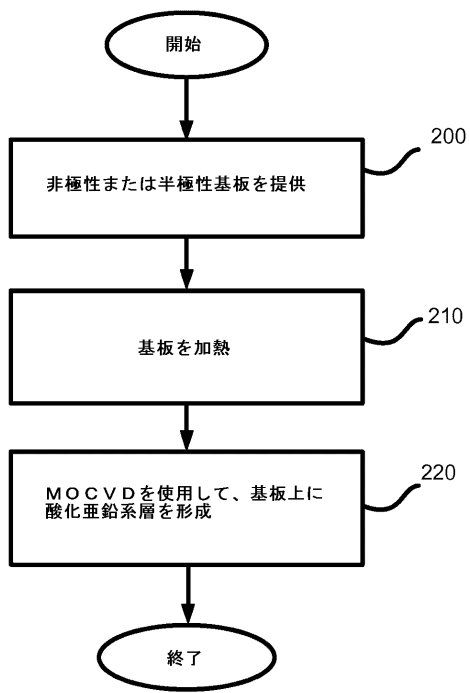 開始
200
非極性または半極性基板を提供
210
基板を加熱
220
ＭＯＣＶＤを使用して、基板上に
酸化亜鉛系層を形成
終了